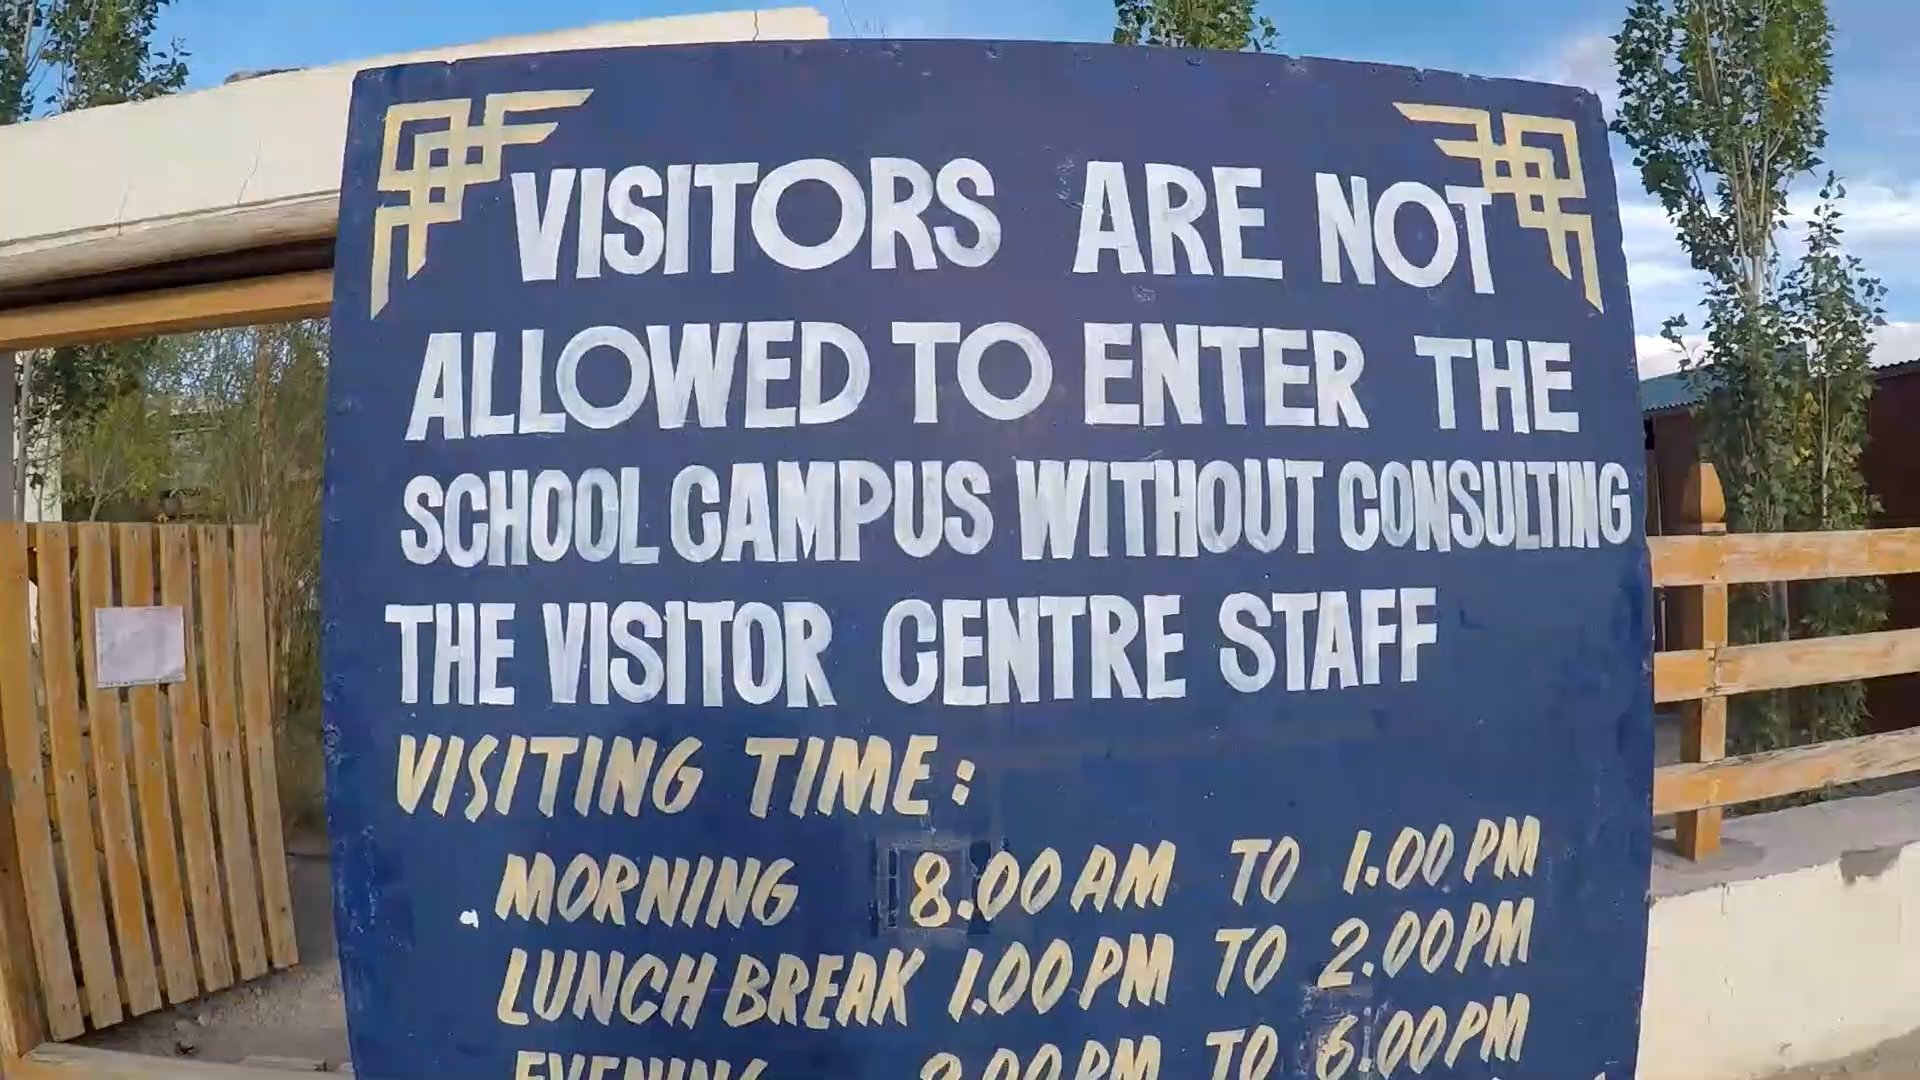 VISITORS ARE NOT
ALLOWED TO ENTER THE
SCHOOL CAMPUS WITHOUT CONSULTING
THE VISITOR CENTRE STAFF
VISITING TIME:
MORNING 8.00 AM TO 1.00 PM
LUNCH BREAK 1.00 PM TO 2.00 PM
EVENING 2.00 PM TO 6.00 PM